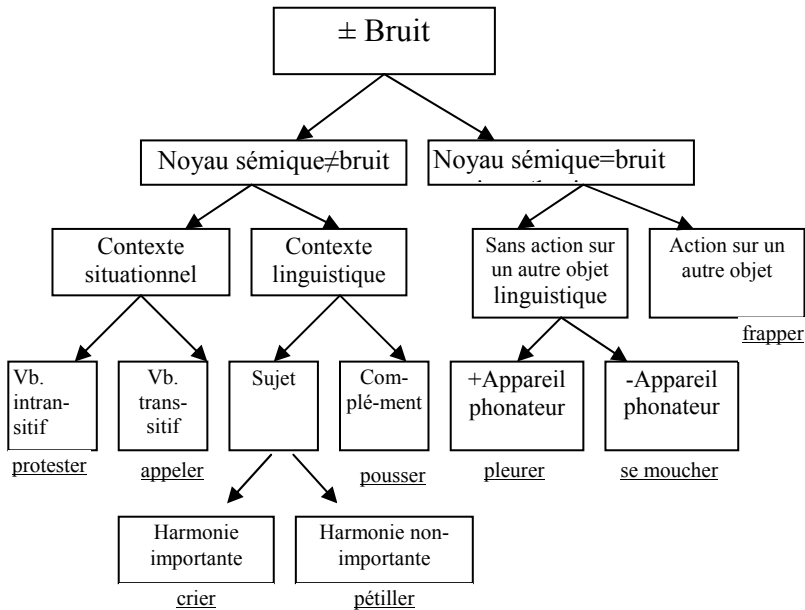 ± Bruit
Noyau sémique≠bruit
Noyau sémique=bruit
Contexte
situationnel
Contexte
linguistique
Sans action sur
un autre objet
linguistique
Action sur un
autre objet
frapper
Vb.
intran-
sitif
Vb.
trans-
sitif
Sujet
Com-
plé-ment
+Appareil
phonateur
-Appareil
phonateur
protester
appeler
pousser
pleurer
se moucher
Harmonie
importante
Harmonie non-
importante
crier
pétiller